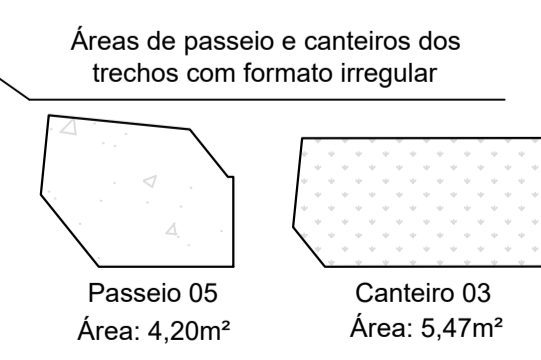 Áreas de passeio e canteiros dos
trechos com formato irregular
Passeio 05
Área: 4,20m²
Canteiro 03
Área: 5,47m²